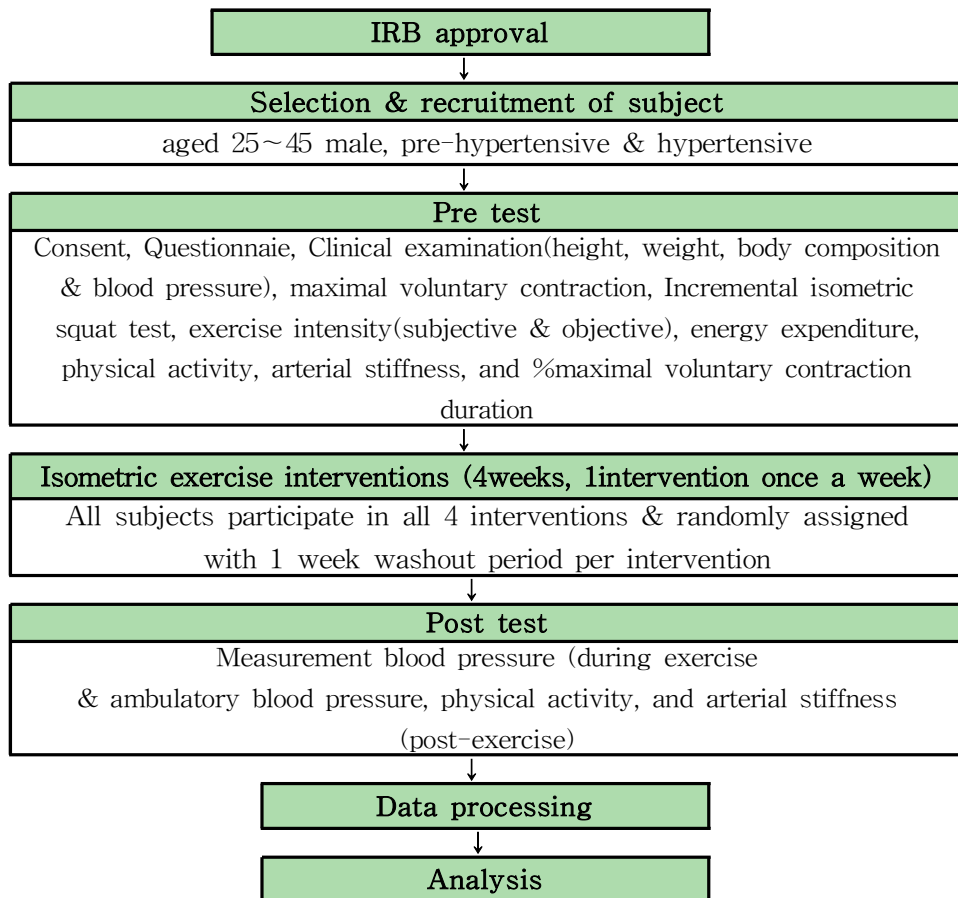 IRB approval
Selection & recruitment of subject
aged 25~45 male, pre-hypertensive & hypertensive
Pre test
Consent, Questionnaie, Clinical examination(height, weight, body composition
& blood pressure), maximal voluntary contraction, Incremental isometric
squat test, exercise intensity(subjective & objective), energy expenditure,
physical activity, arterial stiffness, and %maximal voluntary contraction
duration
Isometric exercise interventions (4weeks, 1intervention once a week)
All subjects participate in all 4 interventions & randomly assigned
with 1 week washout period per intervention
Post test
Measurement blood pressure (during exercise
& ambulatory blood pressure, physical activity, and arterial stiffness
(post-exercise)
Data processing
Analysis